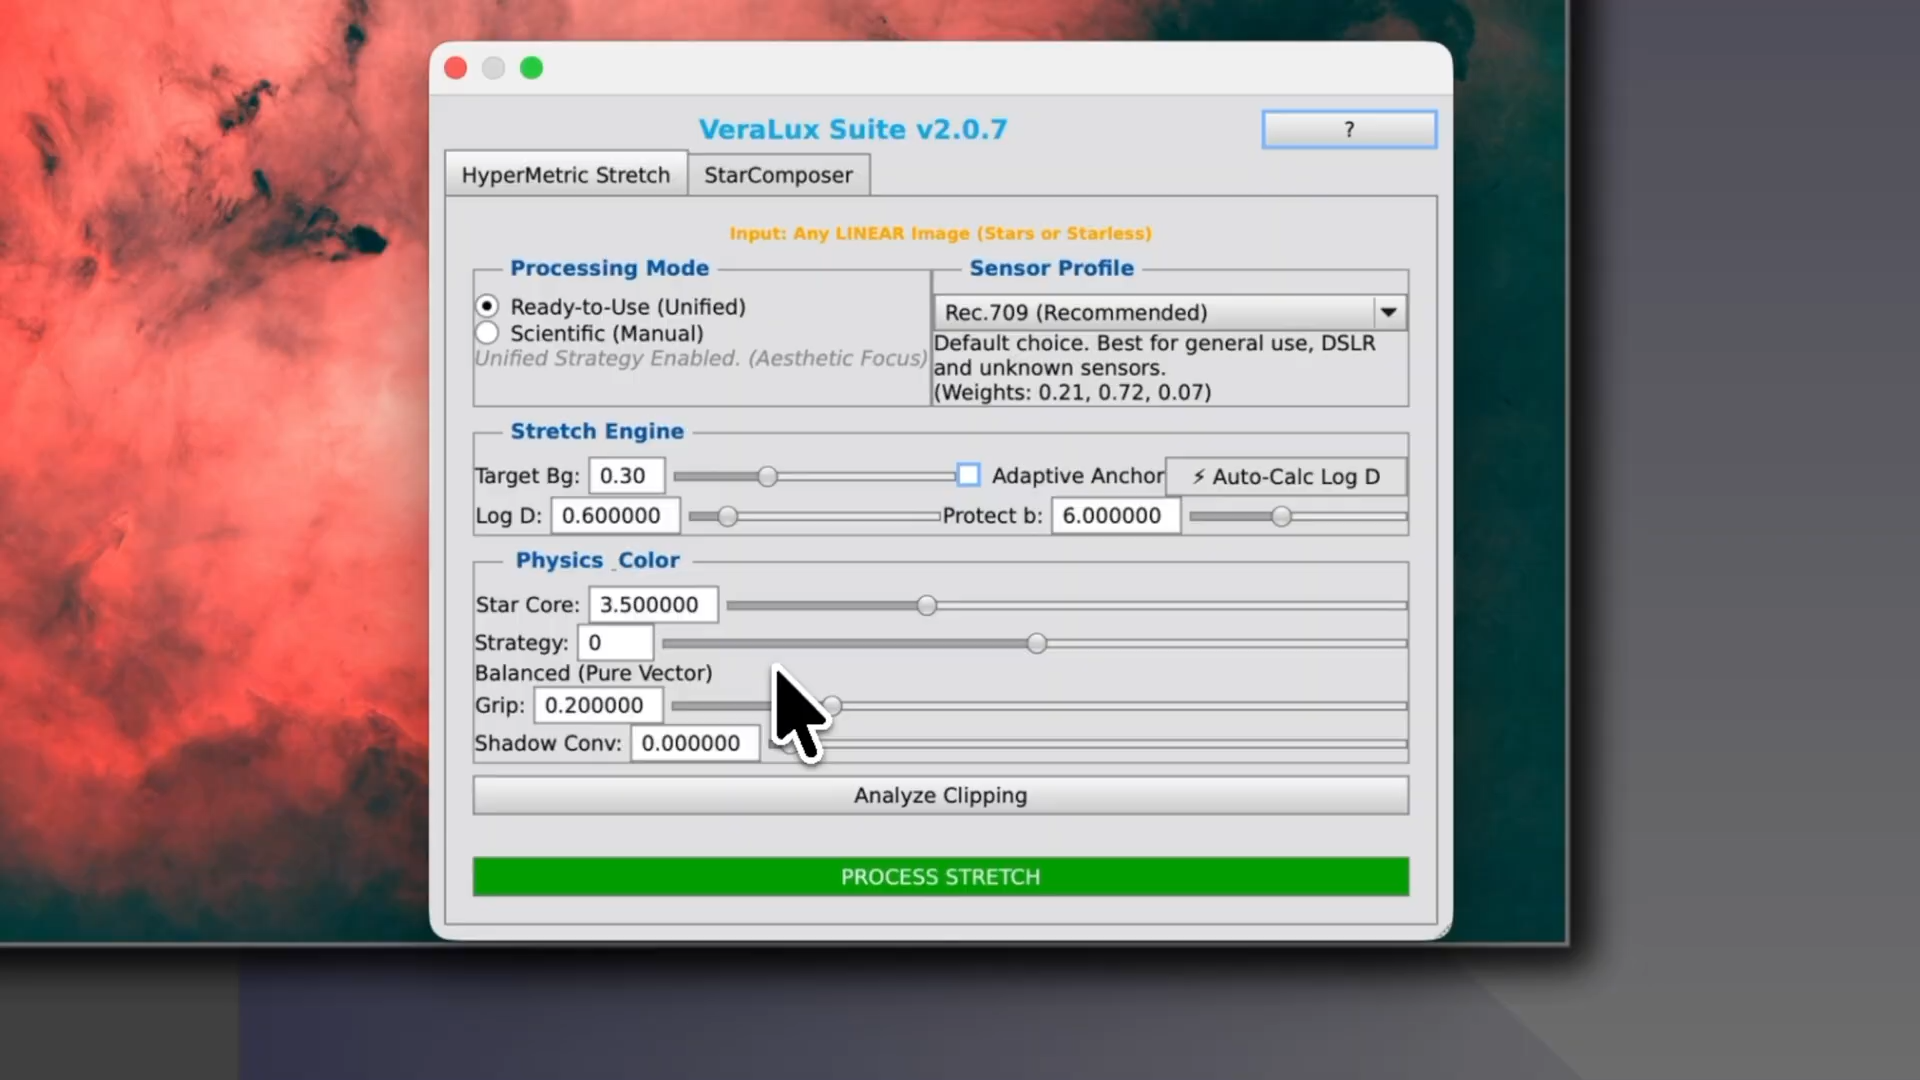 VeraLux Suite v2.0.7
?
HyperMetric Stretch
StarComposer
Input: Any LINEAR Image (Stars or Starless)
Processing Mode
Ready-to-Use (Unified)
Scientific (Manual)
Unified Strategy Enabled. (Aesthetic Focus)
Sensor Profile
Rec.709 (Recommended)
Default choice. Best for general use, DSLR
and unknown sensors.
(Weights: 0.21, 0.72, 0.07)
Stretch Engine
Target Bg: 0.30 Adaptive Anchor ⚡ Auto-Calc Log D
Log D: 0.600000 Protect b: 6.000000
Physics _Color
Star Core: 3.500000
Strategy: 0
Balanced (Pure Vector)
Grip: 0.200000
Shadow Conv: 0.000000
Analyze Clipping
PROCESS STRETCH